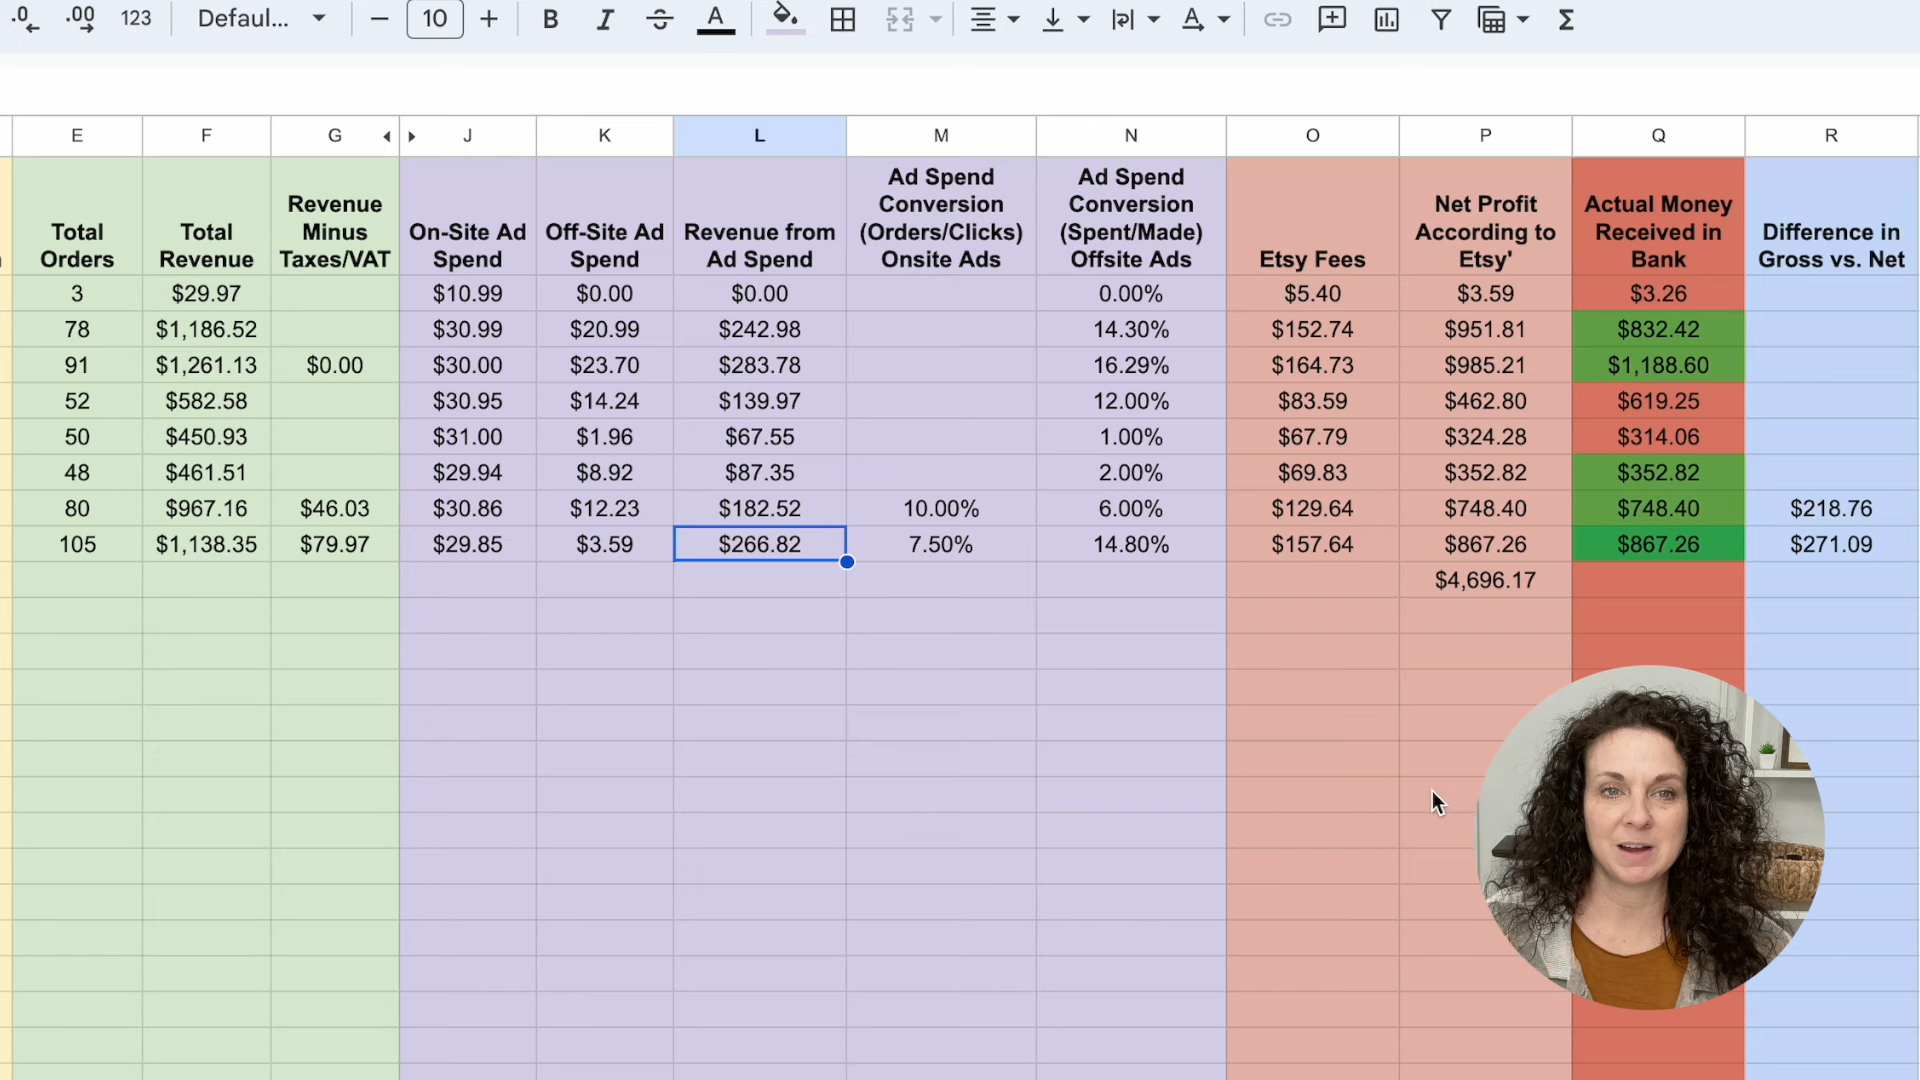 .0 .00 123 Defaul... 10 B I S A A Σ
E F G J K L M N O P Q R
Total Orders
Total Revenue
Revenue Minus Taxes/VAT
On-Site Ad Spend
Off-Site Ad Spend
Revenue from Ad Spend
Ad Spend Conversion (Orders/Clicks) Onsite Ads
Ad Spend Conversion (Spent/Made) Offsite Ads
Etsy Fees
Net Profit According to Etsy'
Actual Money Received in Bank
Difference in Gross vs. Net
3 $29.97 $10.99 $0.00 $0.00 0.00% $5.40 $3.59 $3.26
78 $1,186.52 $30.99 $20.99 $242.98 14.30% $152.74 $951.81 $832.42
91 $1,261.13 $0.00 $30.00 $23.70 $283.78 16.29% $164.73 $985.21 $1,188.60
52 $582.58 $30.95 $14.24 $139.97 12.00% $83.59 $462.80 $619.25
50 $450.93 $31.00 $1.96 $67.55 1.00% $67.79 $324.28 $314.06
48 $461.51 $29.94 $8.92 $87.35 2.00% $69.83 $352.82 $352.82
80 $967.16 $46.03 $30.86 $12.23 $182.52 10.00% 6.00% $129.64 $748.40 $748.40 $218.76
105 $1,138.35 $79.97 $29.85 $3.59 $266.82 7.50% 14.80% $157.64 $867.26 $867.26 $271.09
$4,696.17